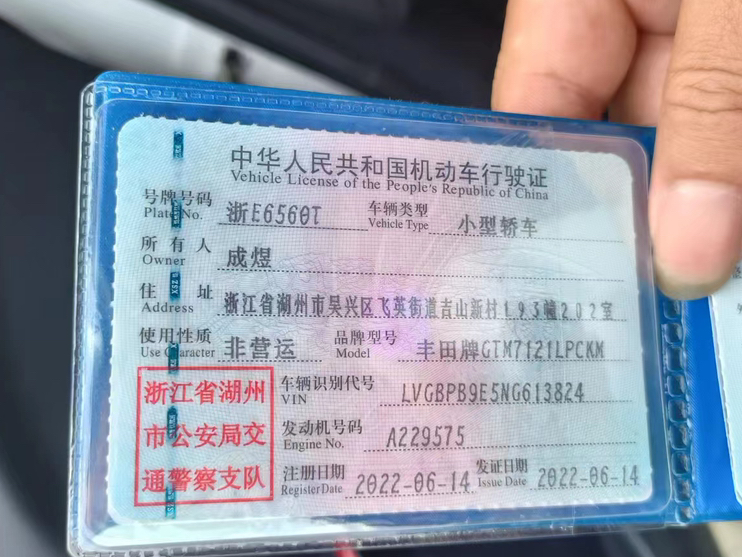 中华人民共和国机动车行驶证
Vehicle License of the People's Republic of China
号牌号码 浙E6560T 车辆类型 小型轿车
Plate No. Vehicle Type
所有人 成煜
Owner
住址 浙江省湖州市吴兴区飞英街道吉山新村193幢202室
Address
使用性质 非营运 品牌型号 丰田牌GTM7121LPCKM
Use Character Model
浙江省湖州 车辆识别代号 LVGBPB9E5NG613824
VIN
市公安局交 发动机号码 A229575
Engine No.
通警察支队 注册日期 2022-06-14 发证日期 2022-06-14
Register Date Issue Date